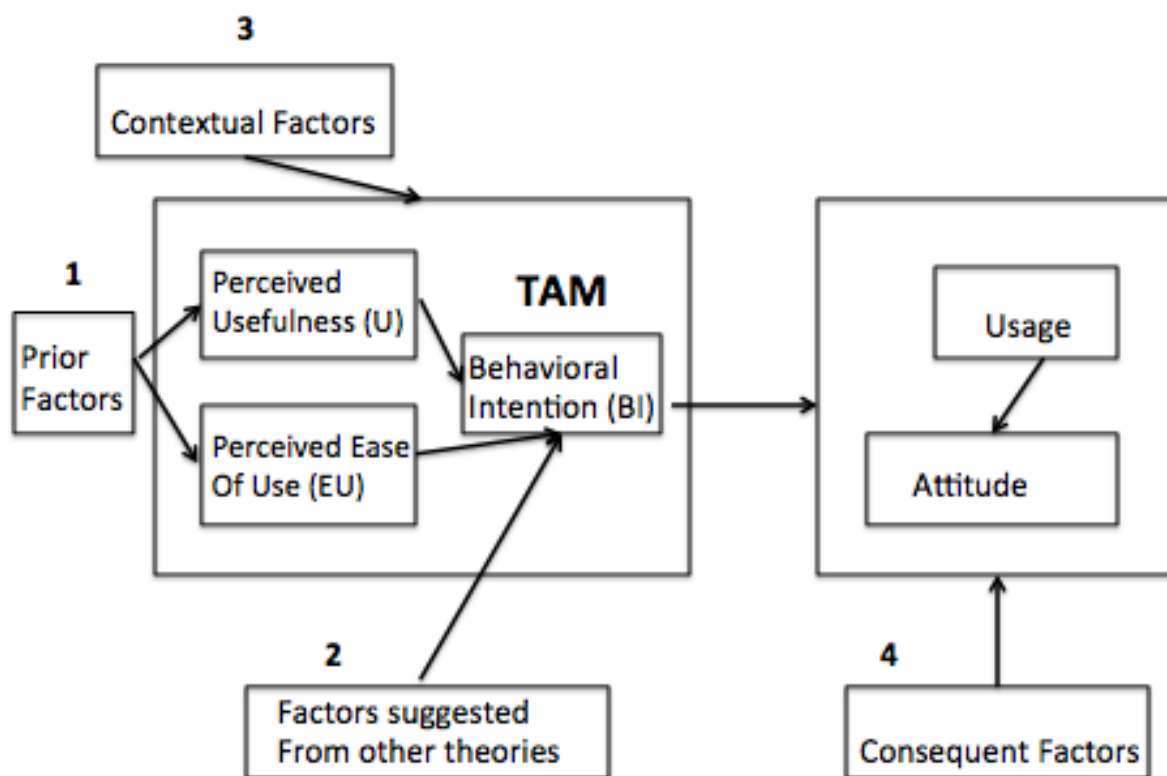 3
Contextual Factors
1
Prior
Factors
Perceived
Usefulness (U)
TAM
Behavioral
Intention (BI)
Perceived Ease
Of Use (EU)
Usage
Attitude
2
Factors suggested
From other theories
4
Consequent Factors